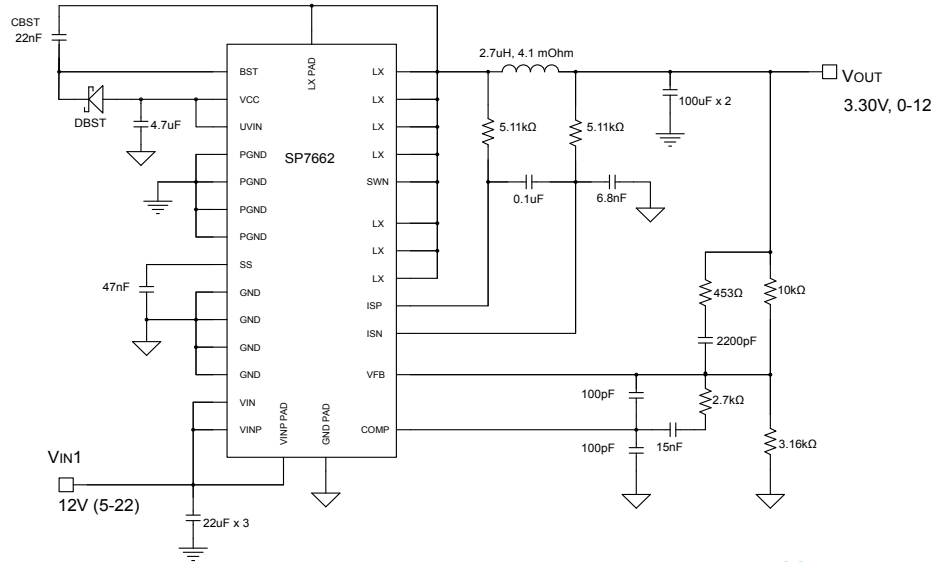 CBST
22nF
DBST
4.7uF
47nF
VIN1
12V (5-22)
22uF x 3
BST
VCC
UVIN
PGND
PGND
PGND
PGND
SS
GND
GND
GND
GND
VIN
VINP
LX PAD
SP7662
VINP PAD
GND PAD
LX
LX
LX
LX
SWN
LX
LX
LX
ISP
ISN
VFB
COMP
2.7uH, 4.1 mOhm
5.11kΩ
5.11kΩ
0.1uF
6.8nF
100uF x 2
VOUT
3.30V, 0-12
453Ω
10kΩ
2200pF
100pF
2.7kΩ
100pF
15nF
3.16kΩ